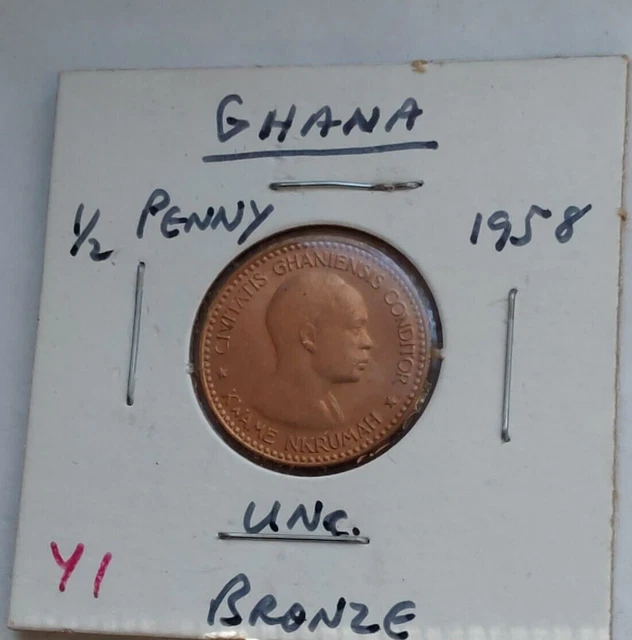 GHANA
½ PENNY 1958
★ CIVITATIS GHANIENSIS CONDITOR ★
KWAME NKRUMAH
UNC.
Y1
BRONZE